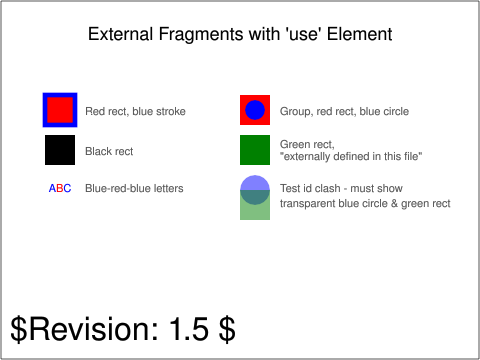 External Fragments with 'use' Element
Red rect, blue stroke
Group, red rect, blue circle
Black rect
Green rect,
"externally defined in this file"
ABC
Blue-red-blue letters
Test id clash - must show
transparent blue circle & green rect
$Revision: 1.5 $